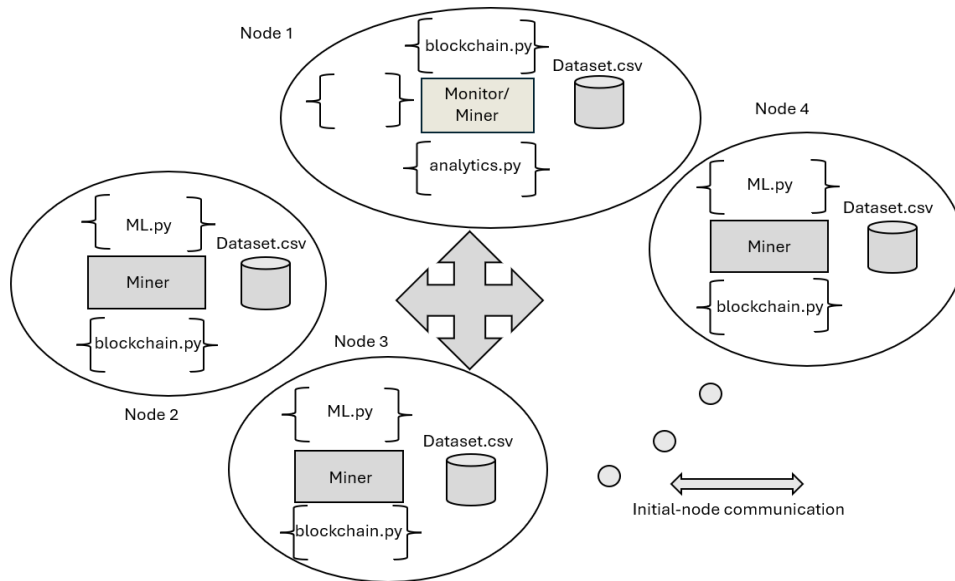 Node 1
blockchain.py
Dataset.csv
Monitor/
Miner
analytics.py
Node 4
ML.py
Dataset.csv
Miner
blockchain.py
ML.py
Dataset.csv
Miner
blockchain.py
Node 2
Node 3
ML.py
Dataset.csv
Miner
blockchain.py
Initial-node communication